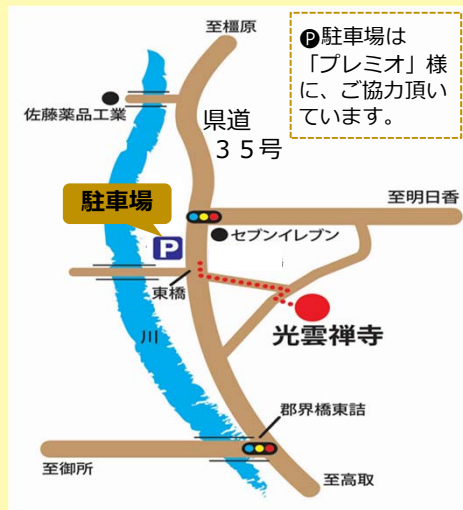 至橿原
🅟駐車場は
「プレミオ」様
に、ご協力頂い
ています。
佐藤薬品工業
県道
３５号
駐車場
至明日香
P
セブンイレブン
東橋
川
光雲禅寺
郡界橋東詰
至御所
至高取